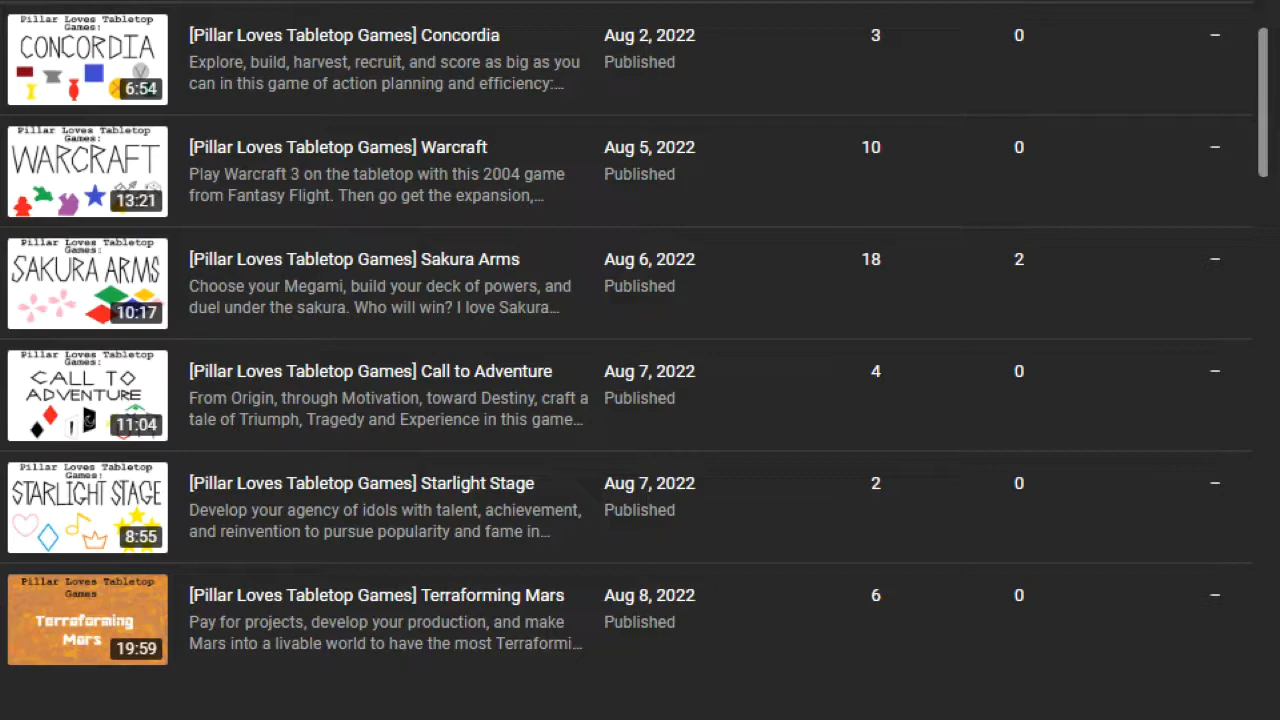 Pillar Loves Tabletop
Games:
CONCORDIA
6:54
[Pillar Loves Tabletop Games] Concordia
Explore, build, harvest, recruit, and score as big as you
can in this game of action planning and efficiency:...
Aug 2, 2022
Published
3
0
–
Pillar Loves Tabletop
Games:
WARCRAFT
13:21
[Pillar Loves Tabletop Games] Warcraft
Play Warcraft 3 on the tabletop with this 2004 game
from Fantasy Flight. Then go get the expansion,...
Aug 5, 2022
Published
10
0
–
Pillar Loves Tabletop
Games:
SAKURA ARMS
10:17
[Pillar Loves Tabletop Games] Sakura Arms
Choose your Megami, build your deck of powers, and
duel under the sakura. Who will win? I love Sakura...
Aug 6, 2022
Published
18
2
–
Pillar Loves Tabletop
Games:
CALL TO
ADVENTURE
11:04
[Pillar Loves Tabletop Games] Call to Adventure
From Origin, through Motivation, toward Destiny, craft a
tale of Triumph, Tragedy and Experience in this game...
Aug 7, 2022
Published
4
0
–
Pillar Loves Tabletop
Games:
STARLIGHT STAGE
8:55
[Pillar Loves Tabletop Games] Starlight Stage
Develop your agency of idols with talent, achievement,
and reinvention to pursue popularity and fame in...
Aug 7, 2022
Published
2
0
–
Pillar Loves Tabletop
Games
Terraforming
Mars
19:59
[Pillar Loves Tabletop Games] Terraforming Mars
Pay for projects, develop your production, and make
Mars into a livable world to have the most Terraformi...
Aug 8, 2022
Published
6
0
–